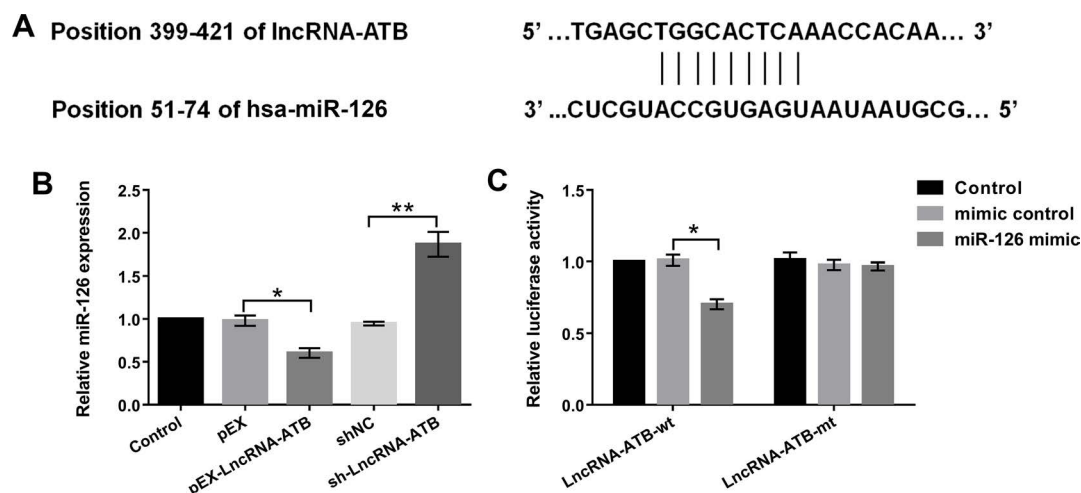 A
Position 399-421 of lncRNA-ATB
5’ …TGAGCTGGCACTCAAACCACAA… 3’
Position 51-74 of hsa-miR-126
3’ ...CUCGUACCGUGAGUAAUAAUGCG… 5’
B
Relative miR-126 expression
2.5
2.0
1.5
1.0
0.5
0.0
*
**
Control
pEX
pEX-LncRNA-ATB
shNC
sh-LncRNA-ATB
C
Relative luciferase activity
1.5
1.0
0.5
0.0
*
LncRNA-ATB-wt
LncRNA-ATB-mt
Control
mimic control
miR-126 mimic